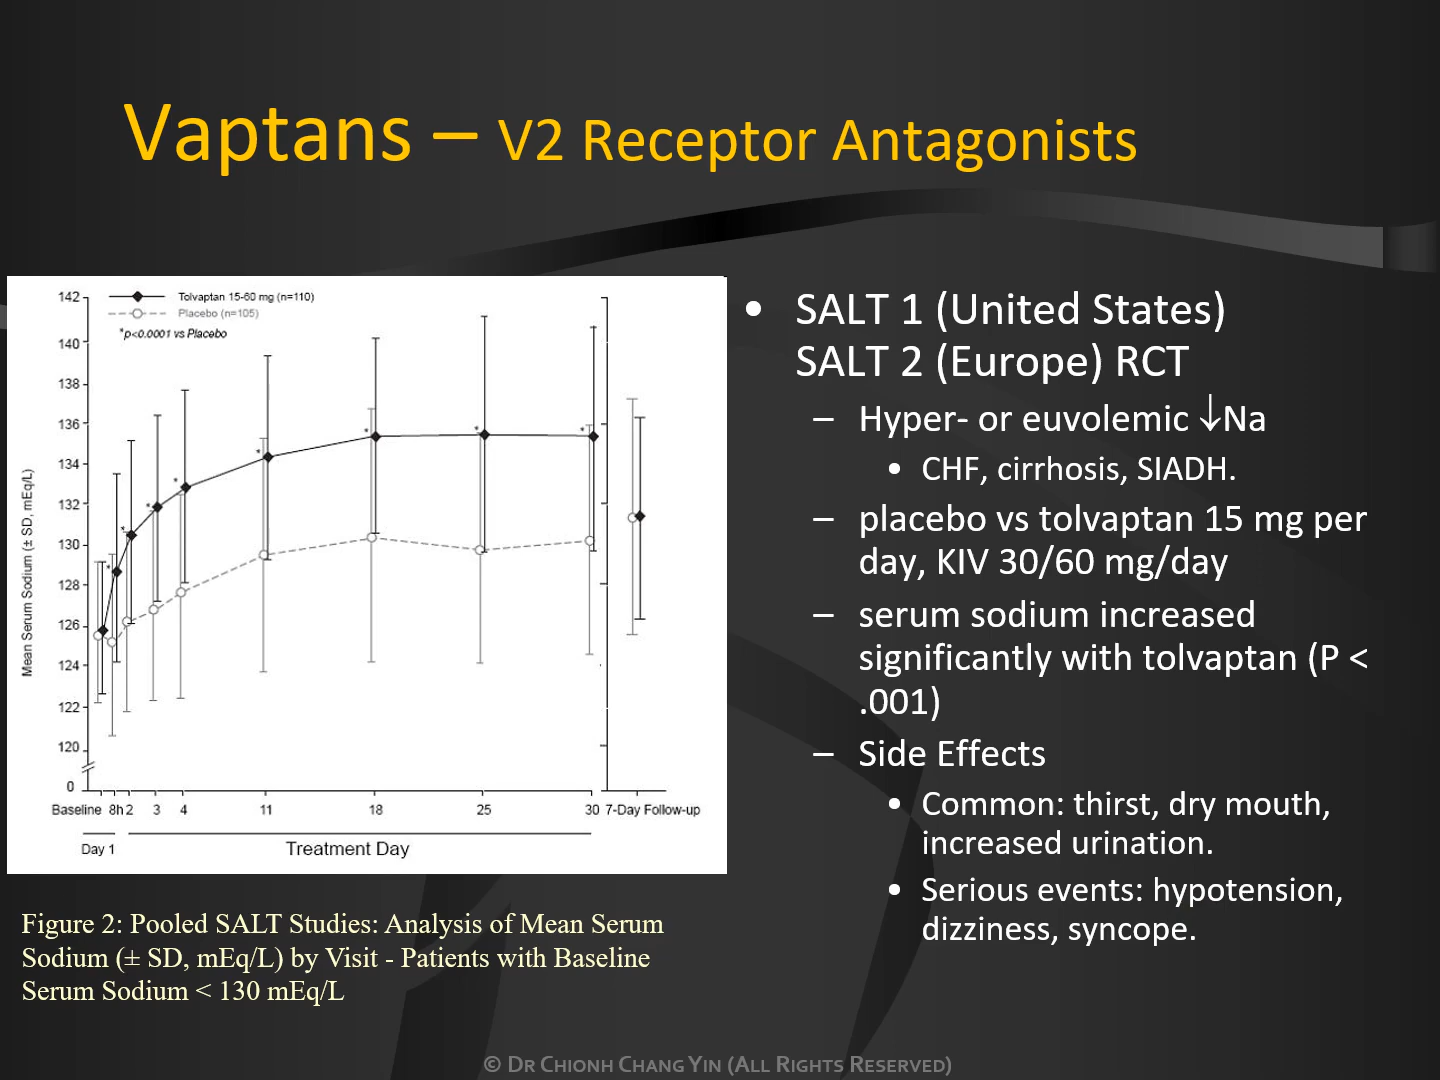 Vaptans – V2 Receptor Antagonists
Tolvaptan 15-60 mg (n=110)
Placebo (n=105)
*p<0.0001 vs Placebo
Mean Serum Sodium (± SD, mEq/L)
142
140
138
136
134
132
130
128
126
124
122
120
0
* * * * * * * *
Baseline 8h 2 3 4 11 18 25 30 7-Day Follow-up
Day 1 Treatment Day
Figure 2: Pooled SALT Studies: Analysis of Mean Serum
Sodium (± SD, mEq/L) by Visit - Patients with Baseline
Serum Sodium < 130 mEq/L
• SALT 1 (United States)
SALT 2 (Europe) RCT
– Hyper- or euvolemic ↓Na
• CHF, cirrhosis, SIADH.
– placebo vs tolvaptan 15 mg per
day, KIV 30/60 mg/day
– serum sodium increased
significantly with tolvaptan (P <
.001)
– Side Effects
• Common: thirst, dry mouth,
increased urination.
• Serious events: hypotension,
dizziness, syncope.
© Dr Chionh Chang Yin (All Rights Reserved)